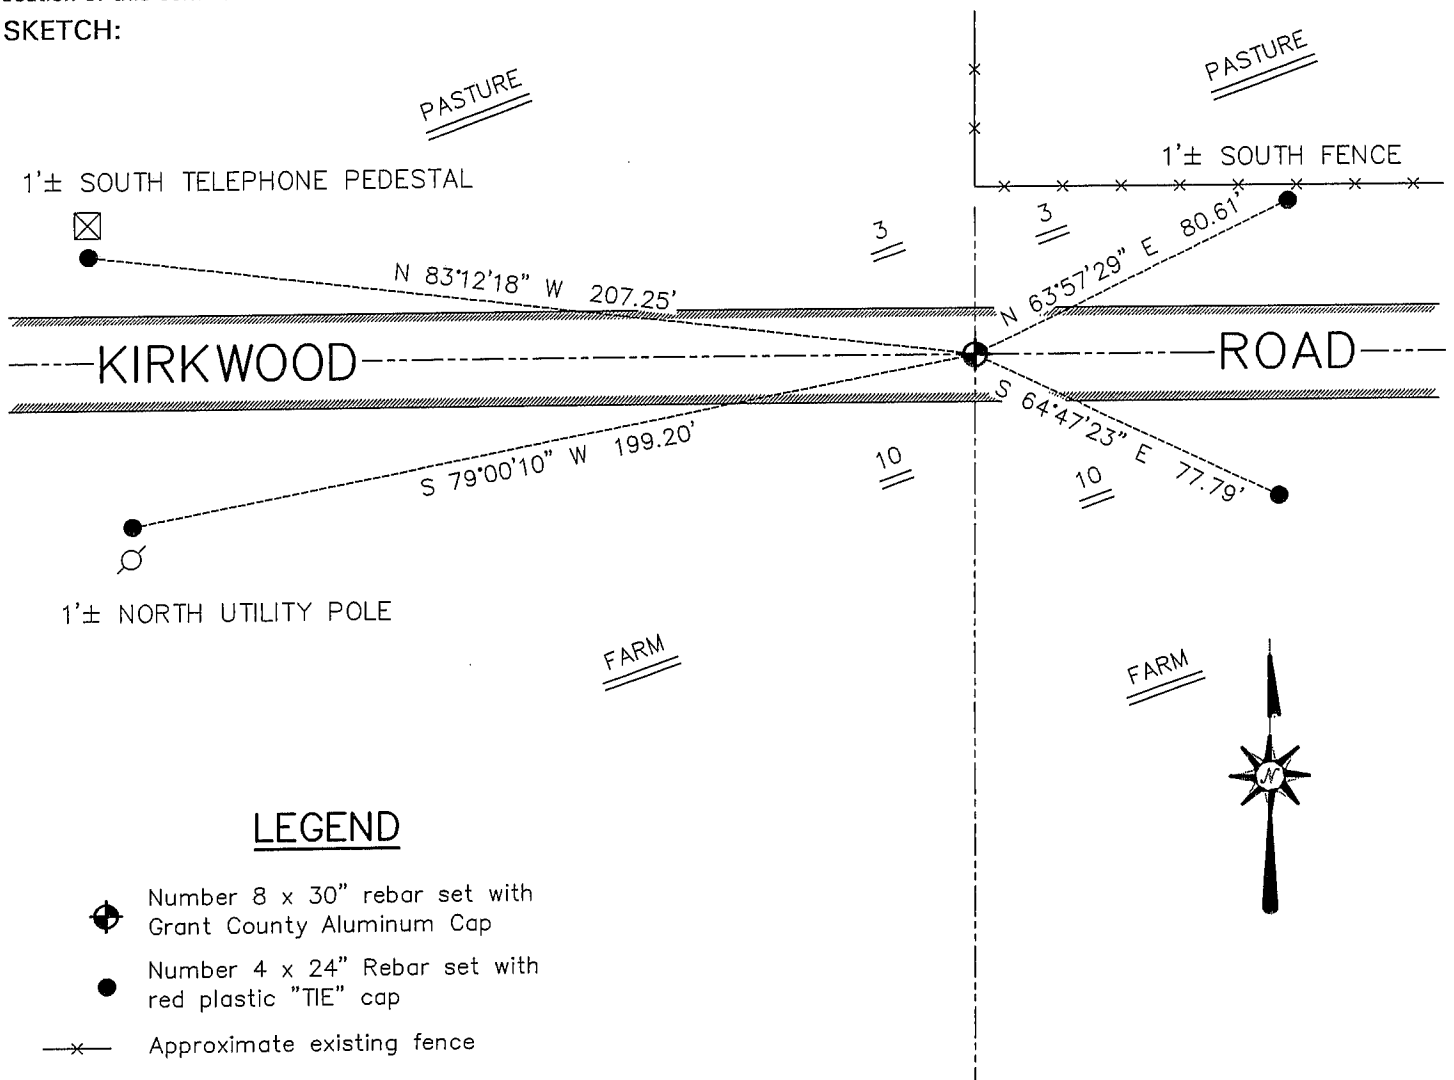 SKETCH:
PASTURE
PASTURE
1'± SOUTH TELEPHONE PEDESTAL
1'± SOUTH FENCE
3
3
N 83°12'18" W 207.25'
N 63°57'29" E 80.61'
KIRKWOOD ROAD
S 79°00'10" W 199.20'
S 64°47'23" E 77.79'
10
10
1'± NORTH UTILITY POLE
FARM
FARM
N
LEGEND
Number 8 x 30" rebar set with
Grant County Aluminum Cap
Number 4 x 24" Rebar set with
red plastic "TIE" cap
Approximate existing fence